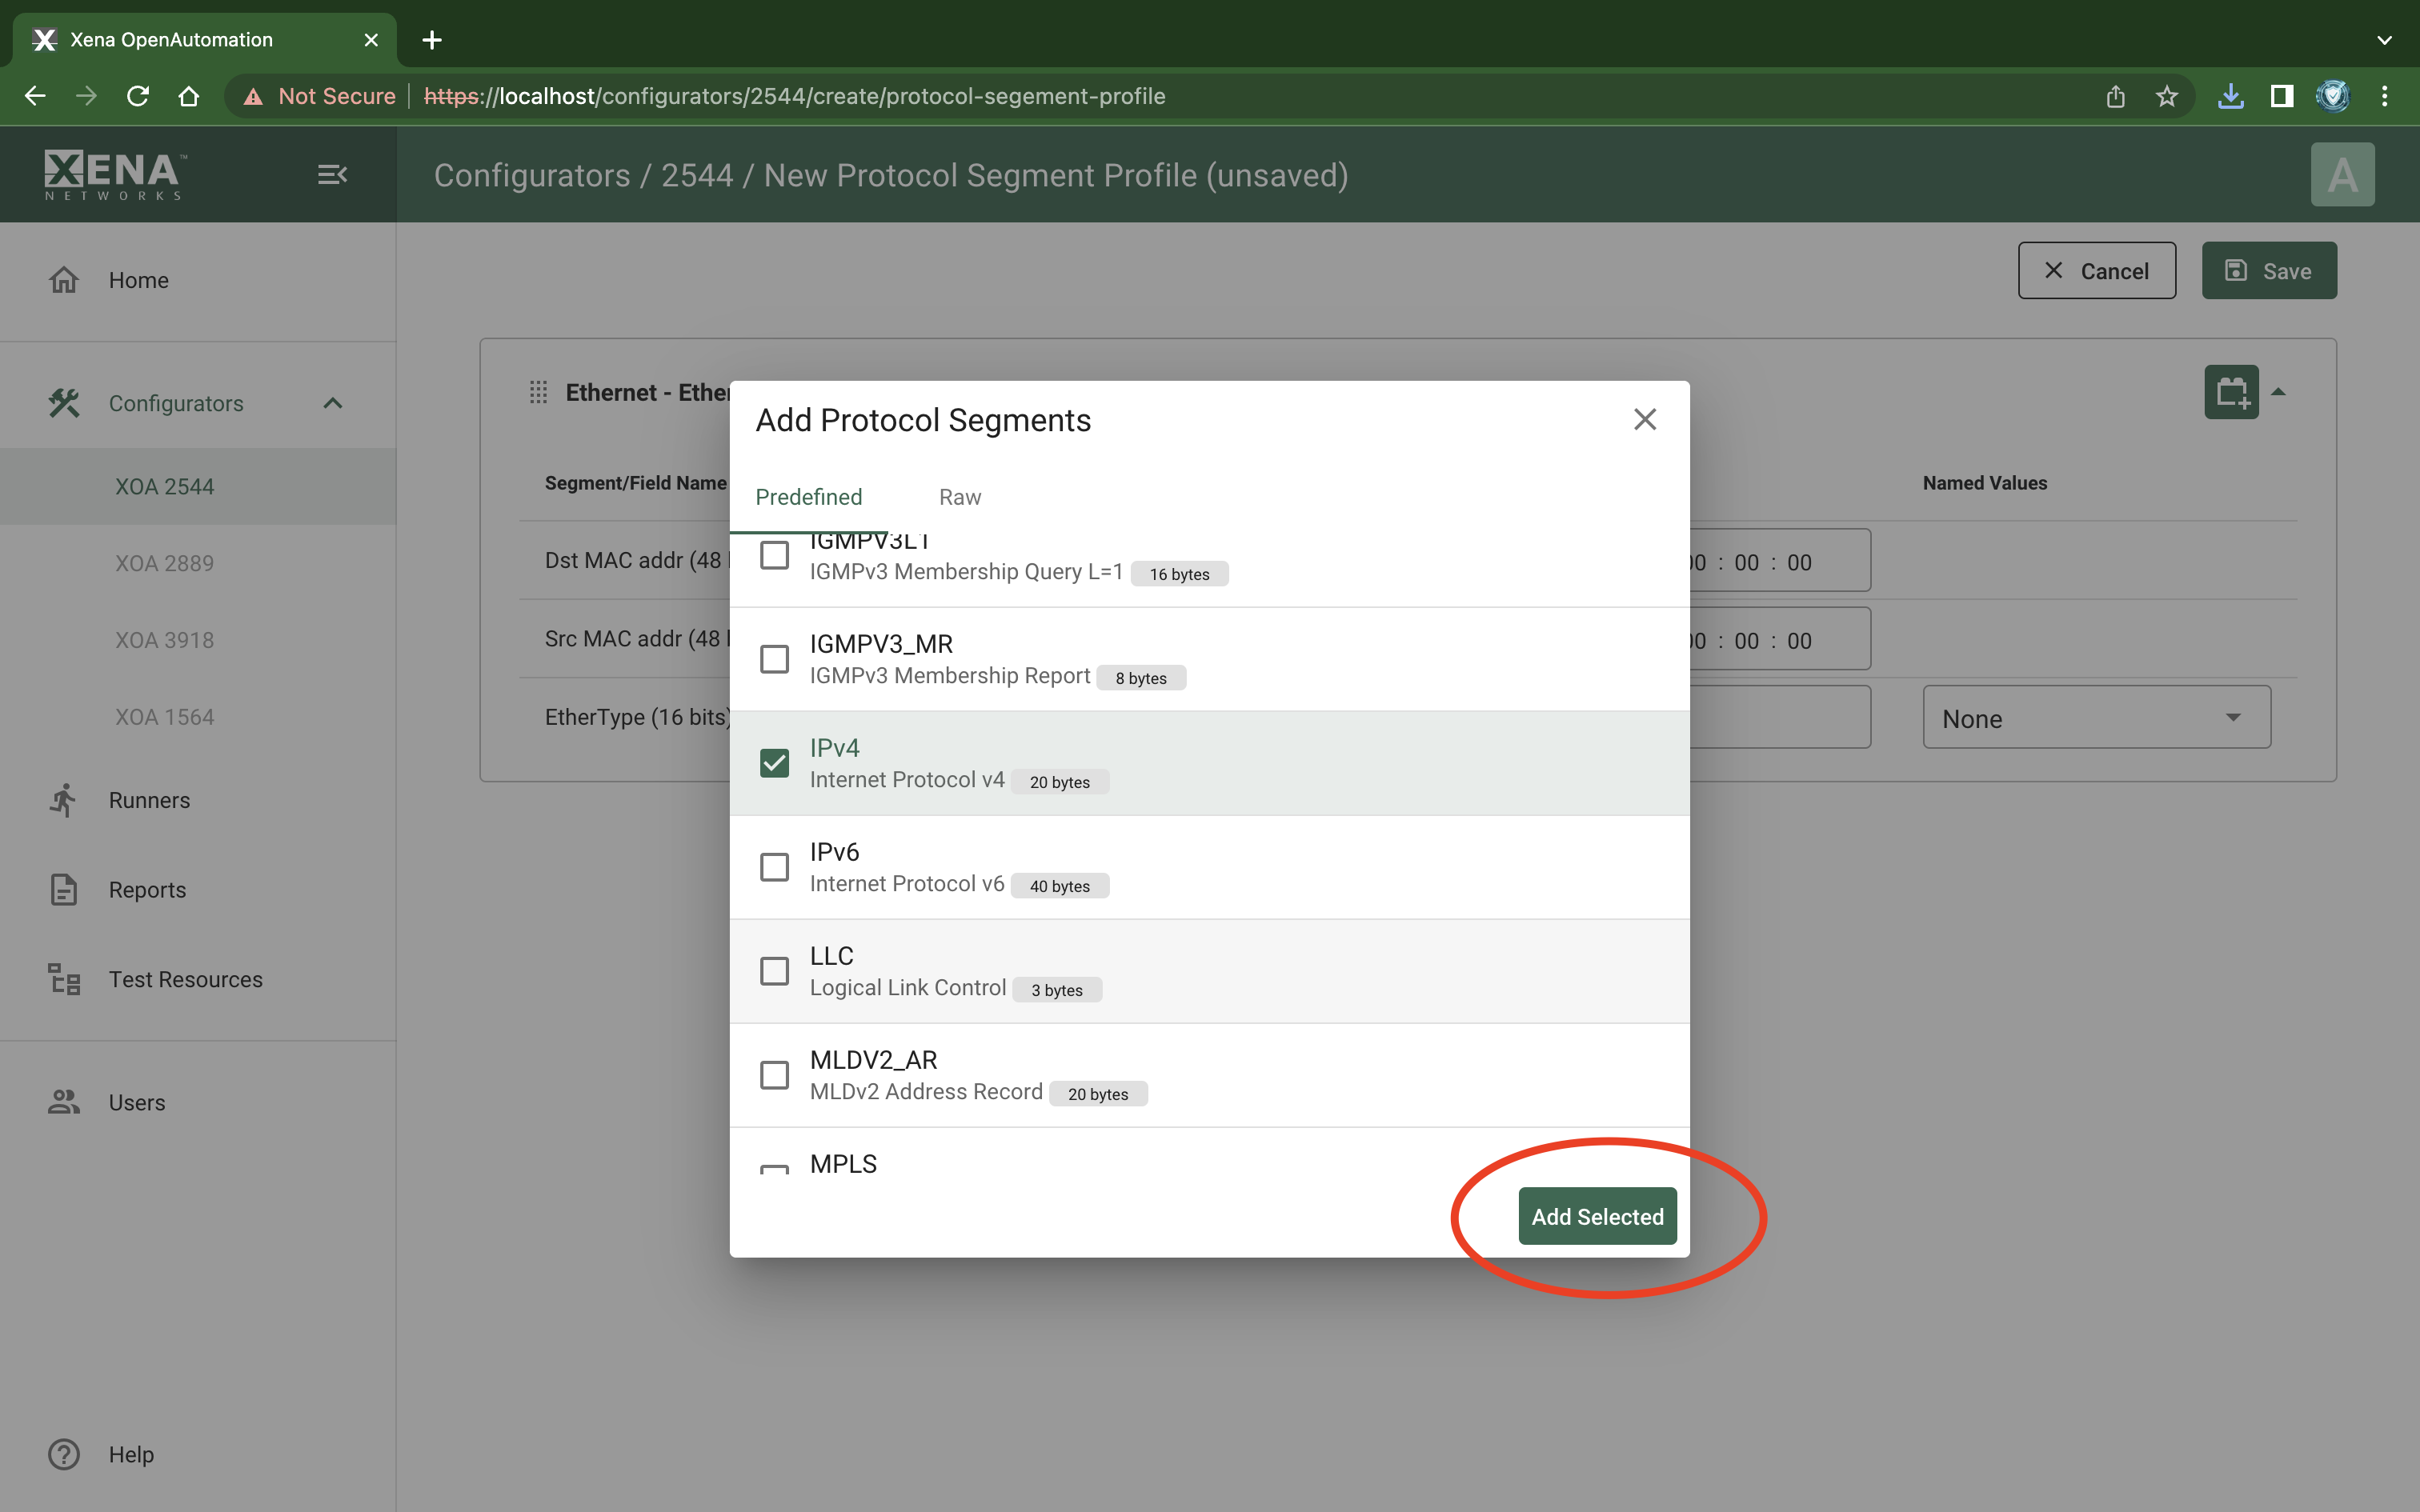 Xena OpenAutomation
Not Secure
https://localhost/configurators/2544/create/protocol-segement-profile
XENA™
NETWORKS
Configurators / 2544 / New Protocol Segment Profile (unsaved)
A
Home
Cancel
Save
Configurators
XOA 2544
XOA 2889
XOA 3918
XOA 1564
Runners
Reports
Test Resources
Users
Help
Ethernet - Ether
Segment/Field Name
Named Values
Dst MAC addr (48
00 : 00 : 00
Src MAC addr (48
00 : 00 : 00
EtherType (16 bits)
None
Add Protocol Segments
Predefined
Raw
IGMPV3L1
IGMPv3 Membership Query L=1 16 bytes
IGMPV3_MR
IGMPv3 Membership Report 8 bytes
IPv4
Internet Protocol v4 20 bytes
IPv6
Internet Protocol v6 40 bytes
LLC
Logical Link Control 3 bytes
MLDV2_AR
MLDv2 Address Record 20 bytes
MPLS
Add Selected